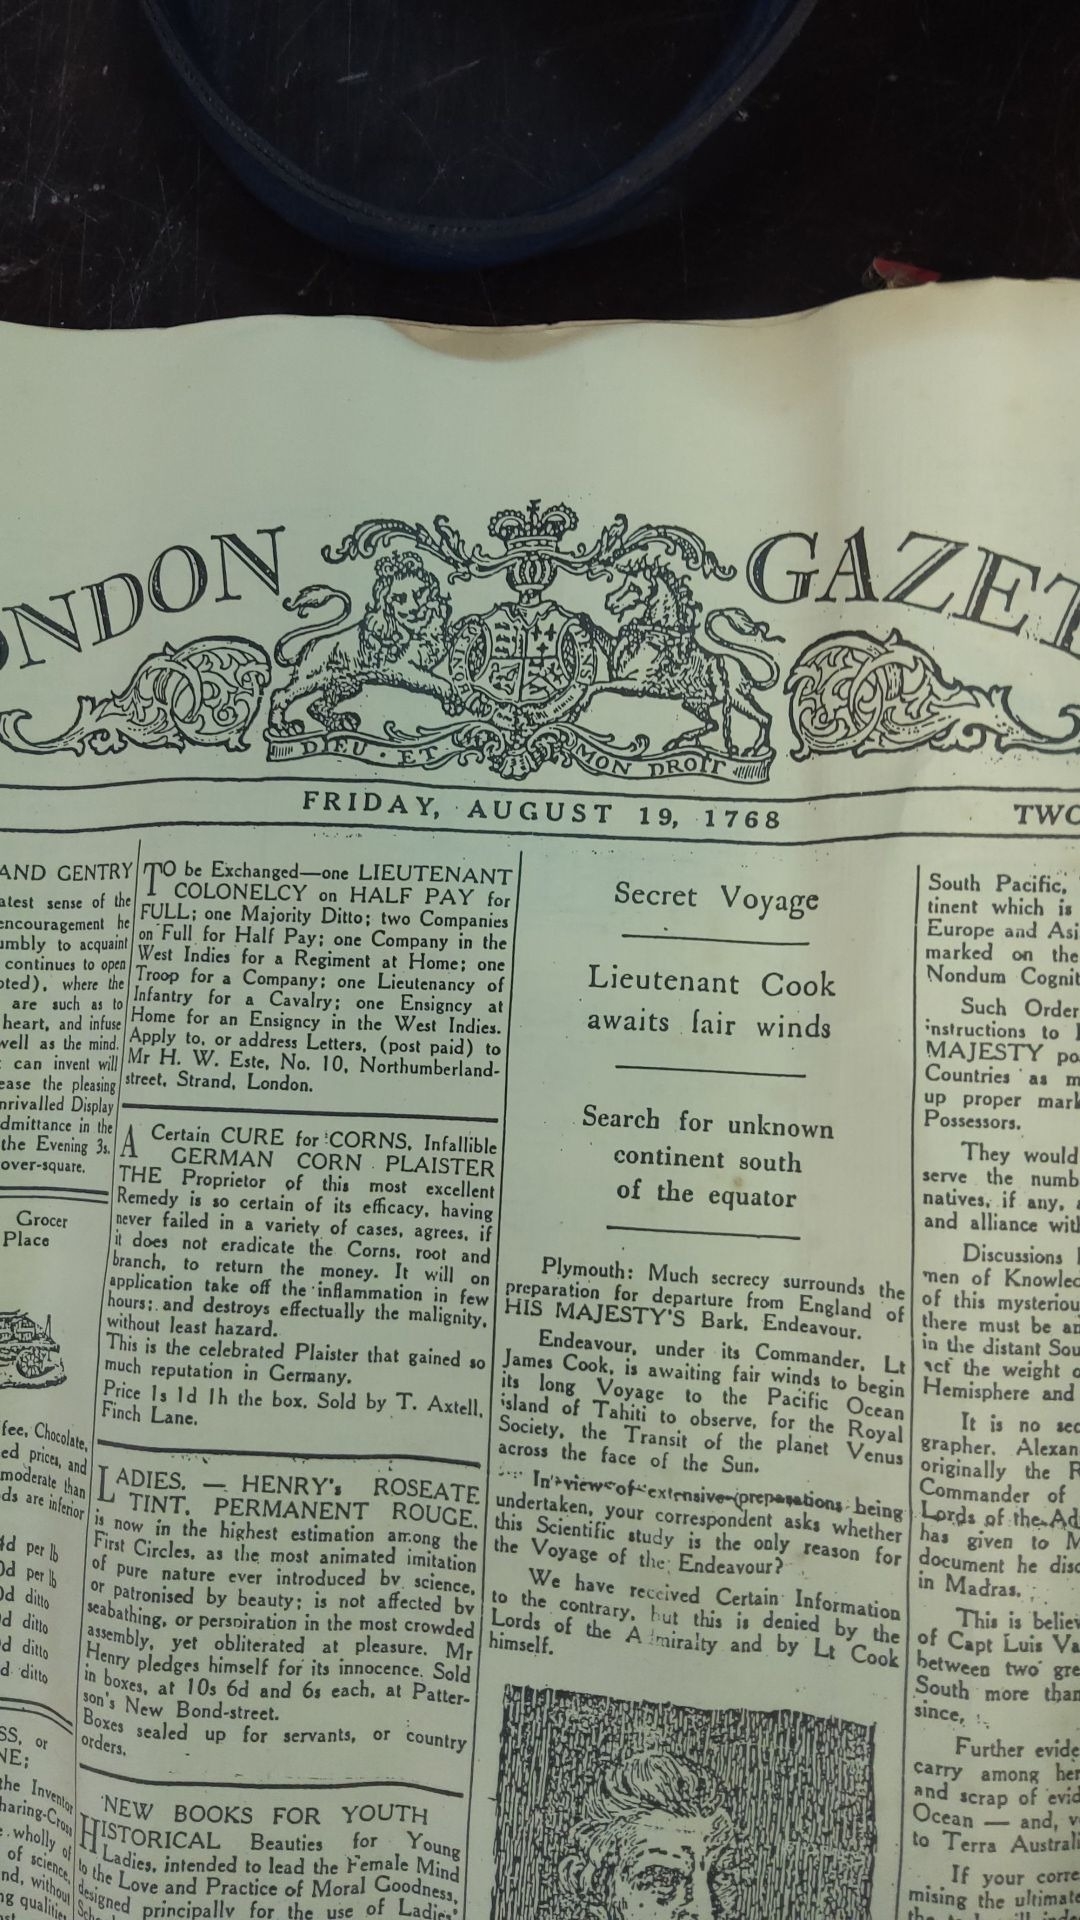 ONDON GAZET
HONI
DIEU · ET MON DROIT
FRIDAY, AUGUST 19, 1768
TWO
AND GENTRY
atest sense of the
encouragement he
umbly to acquaint
continues to open
oted), where the
are such as to
heart, and infuse
well as the mind.
can invent will
ease the pleasing
nrivalled Display
dmittance in the
the Evening 3s.
over-square.
Grocer
Place
fee, Chocolate,
ed prices, and
moderate than
ds are inferior
4d per lb
0d per lb
0d ditto
d ditto
d ditto
d ditto
SS, or
NE;
the Inventor
haring-Cross
wholly of
of science,
nd, without
ng qualities
TO be Exchanged—one LIEUTENANT
COLONELCY on HALF PAY for
FULL; one Majority Ditto; two Companies
on Full for Half Pay; one Company in the
West Indies for a Regiment at Home; one
Troop for a Company; one Lieutenancy of
Infantry for a Cavalry; one Ensigncy at
Home for an Ensigncy in the West Indies.
Apply to, or address Letters, (post paid) to
Mr H. W. Este, No. 10, Northumberland-
street, Strand, London.
A Certain CURE for CORNS, Infallible
GERMAN CORN PLAISTER
THE Proprietor of this most excellent
Remedy is so certain of its efficacy, having
never failed in a variety of cases, agrees, if
it does not eradicate the Corns, root and
branch, to return the money. It will on
application take off the inflammation in few
hours; and destroys effectually the malignity,
without least hazard.
This is the celebrated Plaister that gained so
much reputation in Germany.
Price 1s 1d 1h the box. Sold by T. Axtell,
Finch Lane.
LADIES. — HENRY's ROSEATE
TINT, PERMANENT ROUGE,
is now in the highest estimation among the
First Circles, as the most animated imitation
of pure nature ever introduced by science,
or patronised by beauty; is not affected by
seabathing, or perspiration in the most crowded
assembly, yet obliterated at pleasure. Mr
Henry pledges himself for its innocence. Sold
in boxes, at 10s 6d and 6s each, at Patter-
son's New Bond-street.
Boxes sealed up for servants, or country
orders.
NEW BOOKS FOR YOUTH
HISTORICAL Beauties for Young
Ladies, intended to lead the Female Mind
to the Love and Practice of Moral Goodness,
designed principally for the use of Ladies'
Secret Voyage
Lieutenant Cook
awaits fair winds
Search for unknown
continent south
of the equator
Plymouth: Much secrecy surrounds the
preparation for departure from England of
HIS MAJESTY'S Bark, Endeavour.
Endeavour, under its Commander, Lt
James Cook, is awaiting fair winds to begin
its long Voyage to the Pacific Ocean
island of Tahiti to observe, for the Royal
Society, the Transit of the planet Venus
across the face of the Sun.
In view of extensive preparations being
undertaken, your correspondent asks whether
this Scientific study is the only reason for
the Voyage of the Endeavour?
We have received Certain Information
to the contrary, but this is denied by the
Lords of the Admiralty and by Lt Cook
himself.
South Pacific,
tinent which is
Europe and Asi
marked on the
Nondum Cognit
Such Order
instructions to
MAJESTY po
Countries as m
up proper mark
Possessors.
They would
serve the numb
natives, if any,
and alliance with
Discussions
men of Knowled
of this mysteriou
there must be an
in the distant Sou
act the weight o
Hemisphere and
It is no sec
grapher, Alexan
originally the R
Commander of
Lords of the Ad
has given to M
document he disc
in Madras.
This is believ
of Capt Luis Va
between two gre
South more than
since.
Further evide
carry among her
and scrap of evid
Ocean — and, v
to Terra Australi
If your corre
mising the ultimate